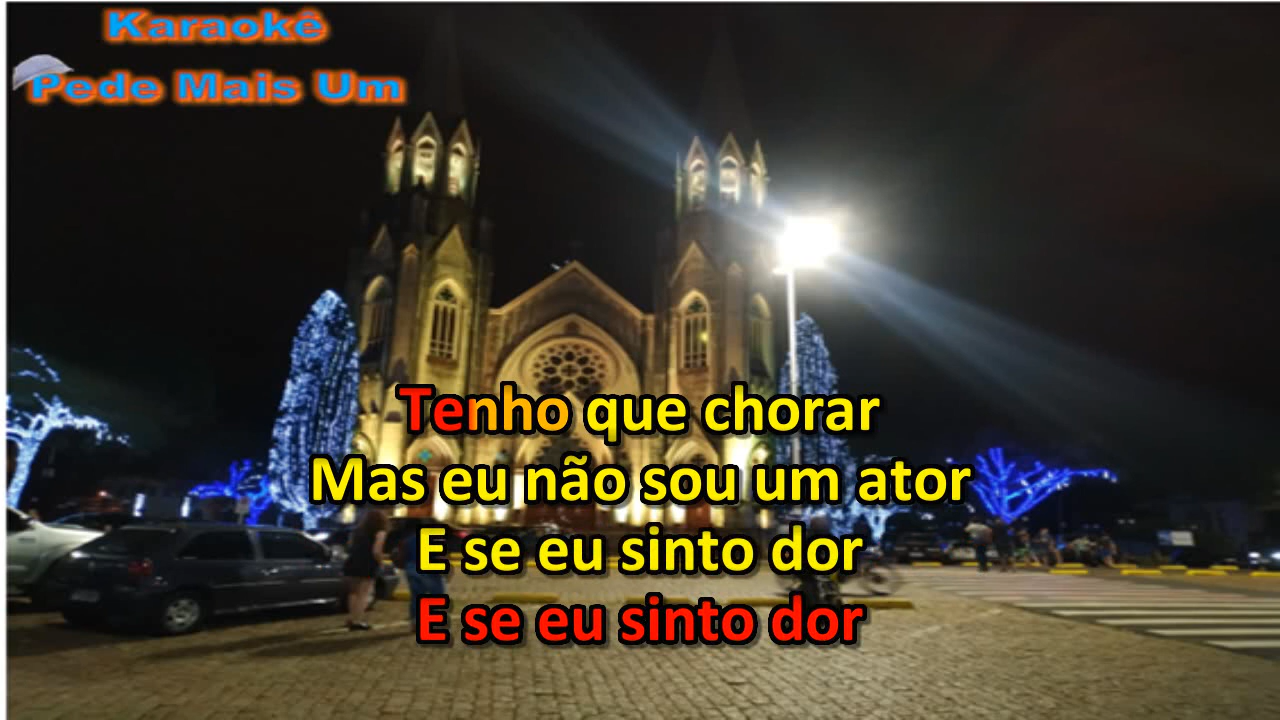 Karaokê
Pede Mais Um
Tenho que chorar
Mas eu não sou um ator
E se eu sinto dor
E se eu sinto dor